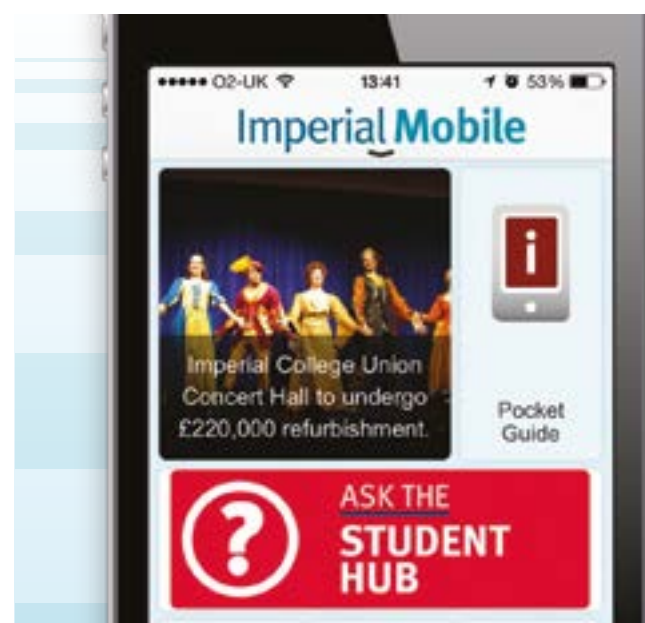 O2-UK 13:41 53%
Imperial Mobile
Imperial College Union
Concert Hall to undergo
£220,000 refurbishment.
i
Pocket
Guide
?
ASK THE
STUDENT
HUB